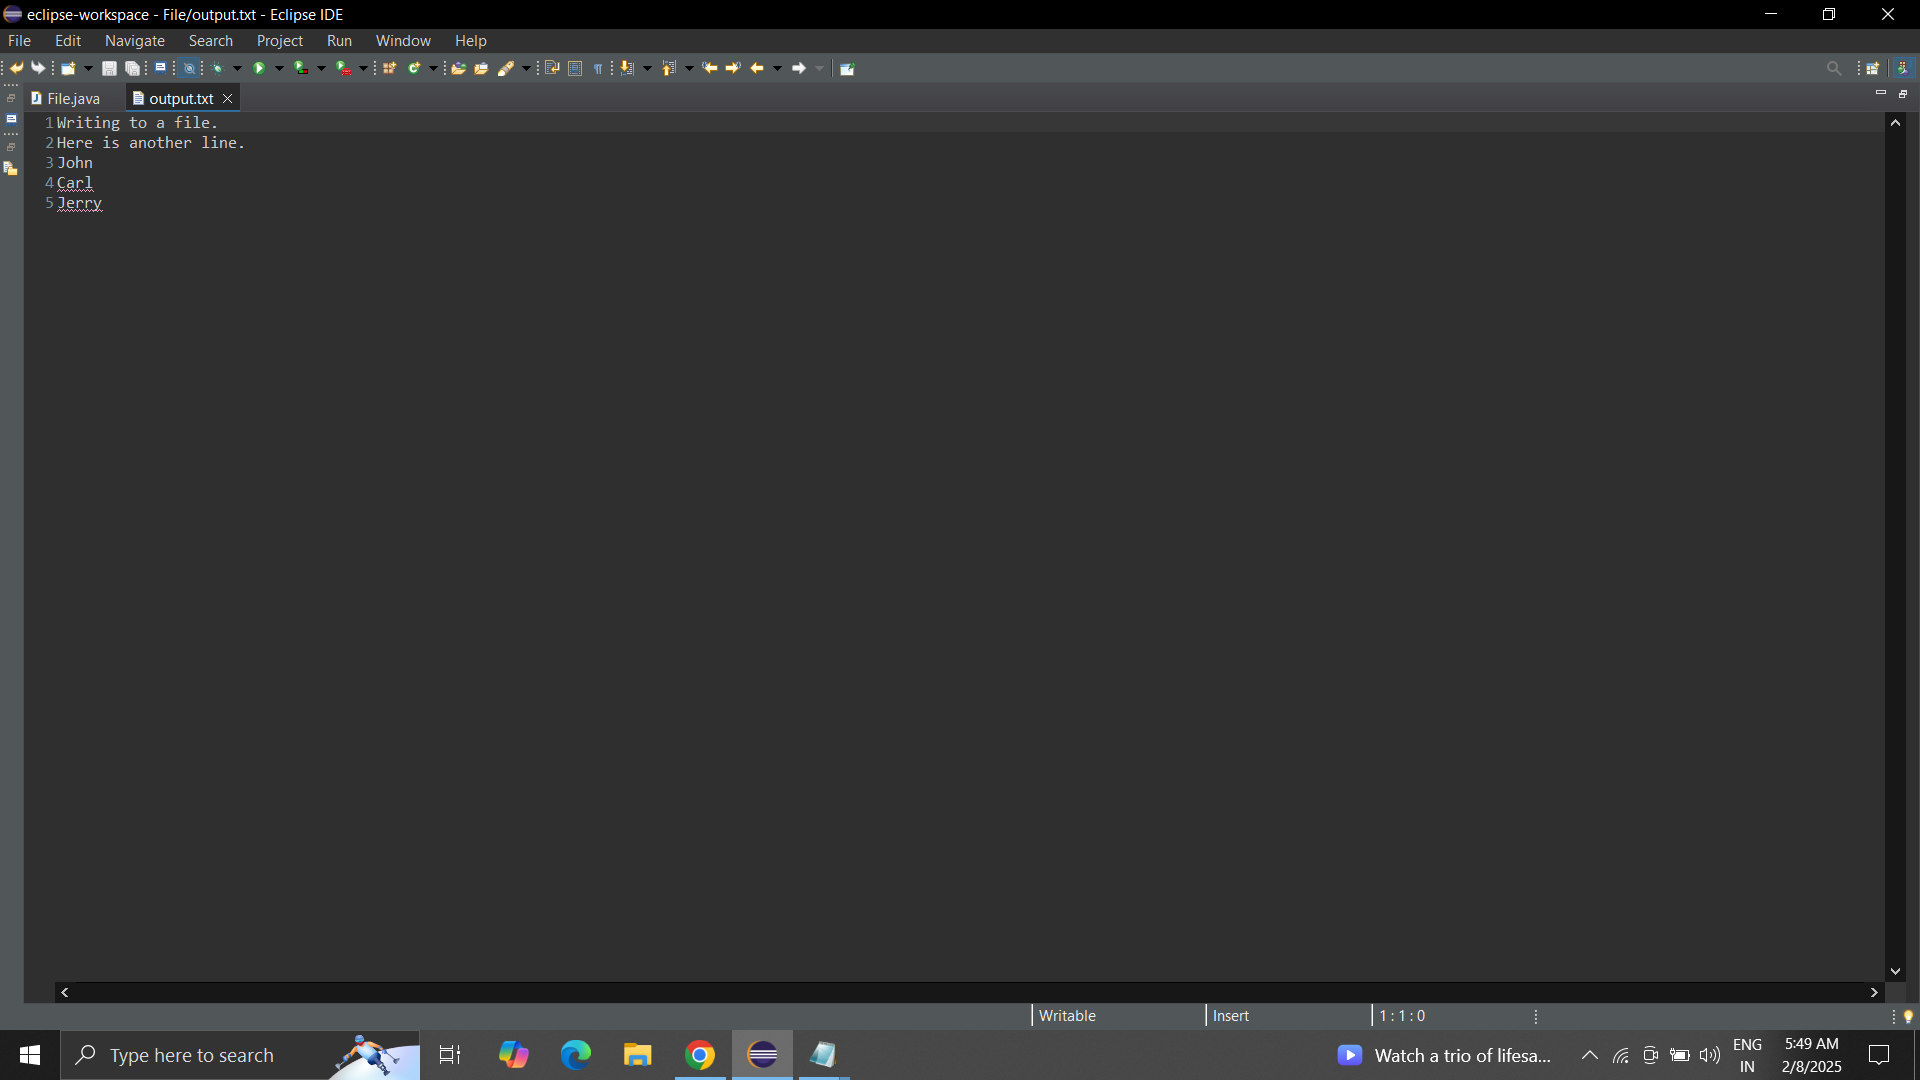 eclipse-workspace - File/output.txt - Eclipse IDE
File Edit Navigate Search Project Run Window Help
File.java output.txt
1 Writing to a file.
2 Here is another line.
3 John
4 Carl
5 Jerry
Writable Insert 1 : 1 : 0
Type here to search
Watch a trio of lifesa...
ENG
IN
5:49 AM
2/8/2025